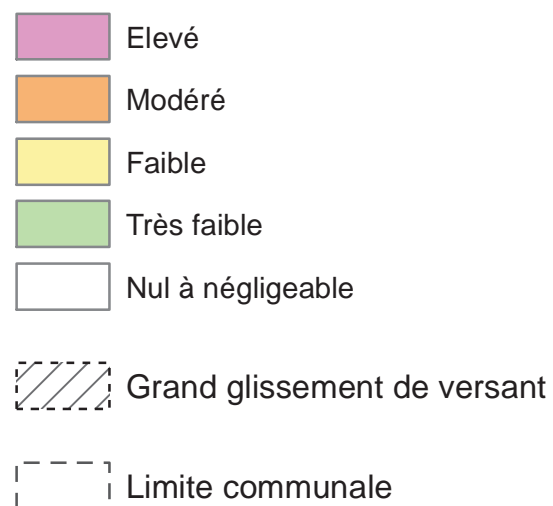 Elevé
Modéré
Faible
Très faible
Nul à négligeable
Grand glissement de versant
Limite communale